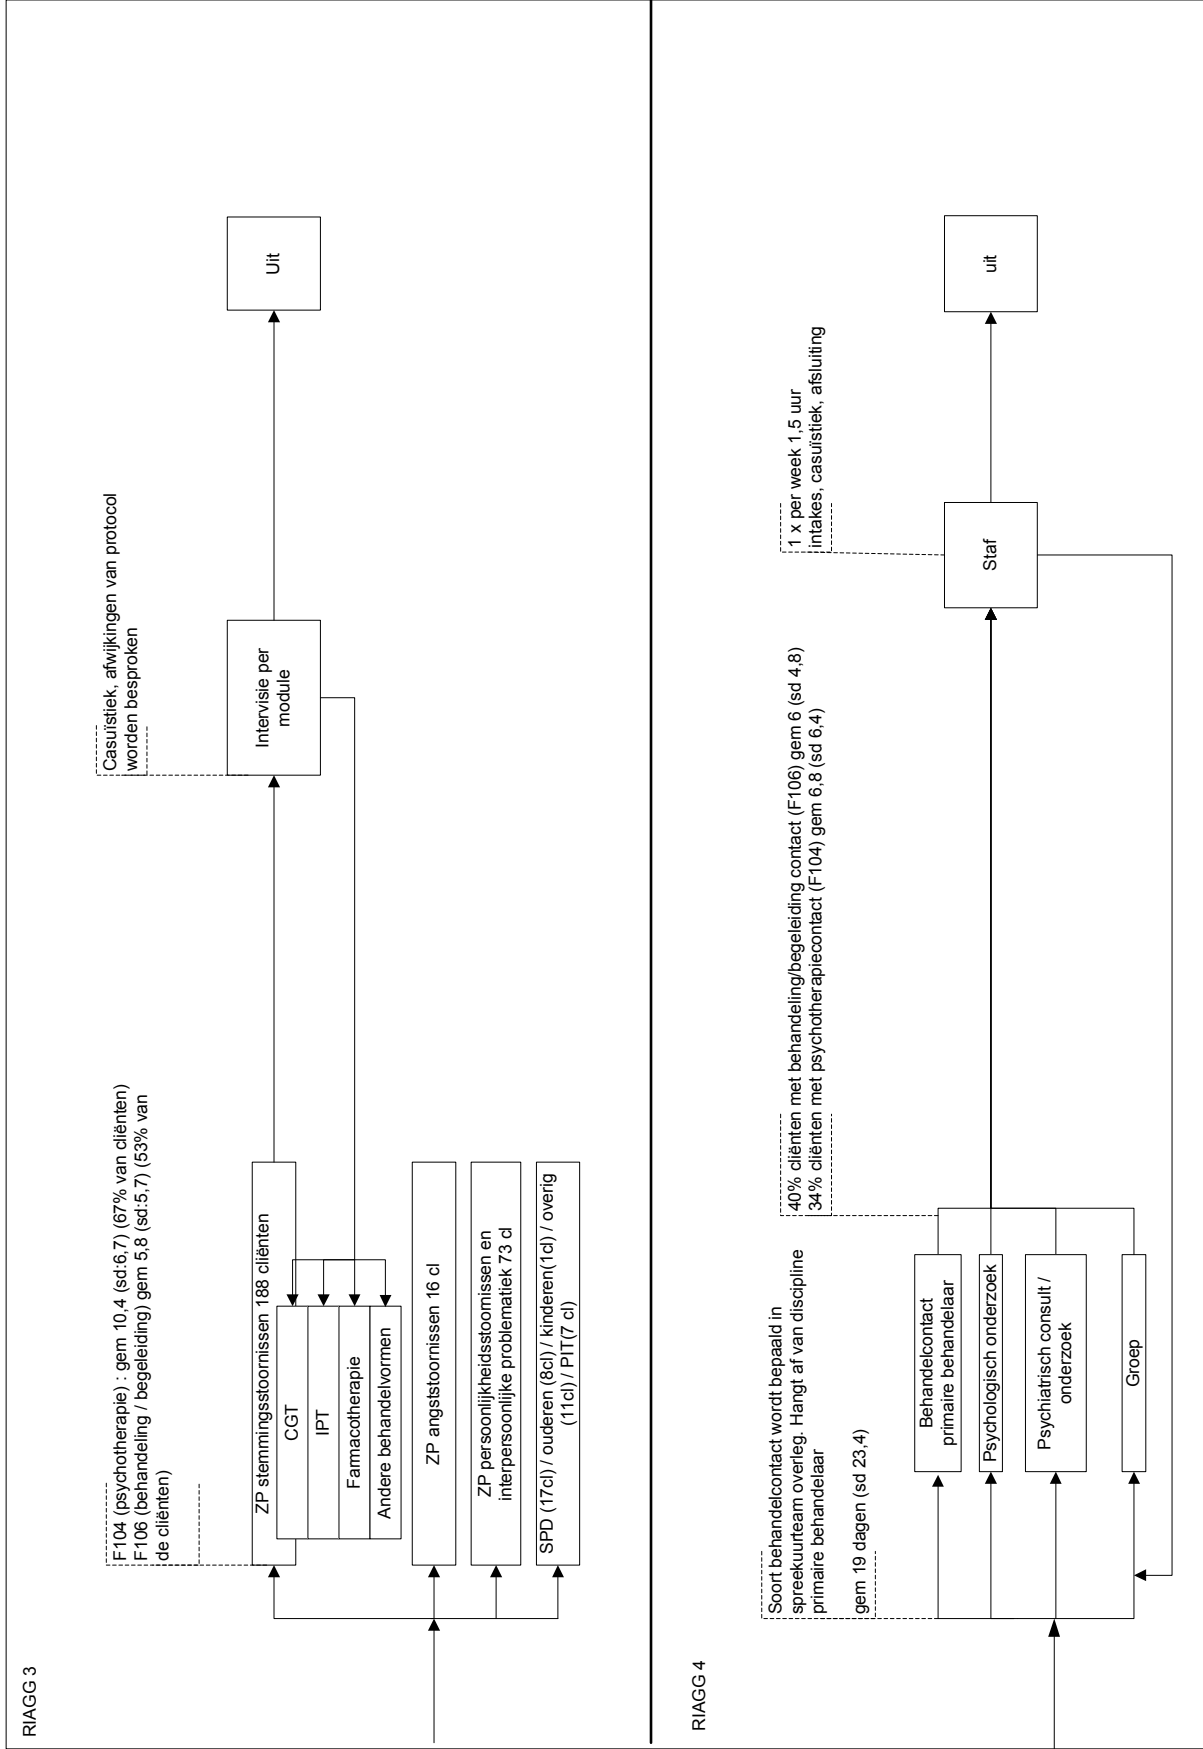 RIAGG 3
F104 (psychotherapie) : gem 10,4 (sd:6,7) (67% van cliënten)
F106 (behandeling / begeleiding) gem 5,8 (sd:5,7) (53% van
de cliënten)
ZP stemmingsstoornissen 188 cliënten
CGT
IPT
Farmacotherapie
Andere behandelvormen
ZP angststoornissen 16 cl
ZP persoonlijkheidsstoornissen en
interpersoonlijke problematiek 73 cl
SPD (17cl) / ouderen (8cl) / kinderen(1cl) / overig
(11cl) / PIT(7 cl)
Casuïstiek, afwijkingen van protocol
worden besproken
Intervisie per
module
Uit
RIAGG 4
Soort behandelcontact wordt bepaald in
spreekuurteam overleg. Hangt af van discipline
primaire behandelaar
gem 19 dagen (sd 23,4)
Behandelcontact
primaire behandelaar
Psychologisch onderzoek
Psychiatrisch consult /
onderzoek
Groep
40% cliënten met behandeling/begeleiding contact (F106) gem 6 (sd 4,8)
34% cliënten met psychotherapiecontact (F104) gem 6,8 (sd 6,4)
1 x per week 1,5 uur
intakes, casuïstiek, afsluiting
Staf
uit